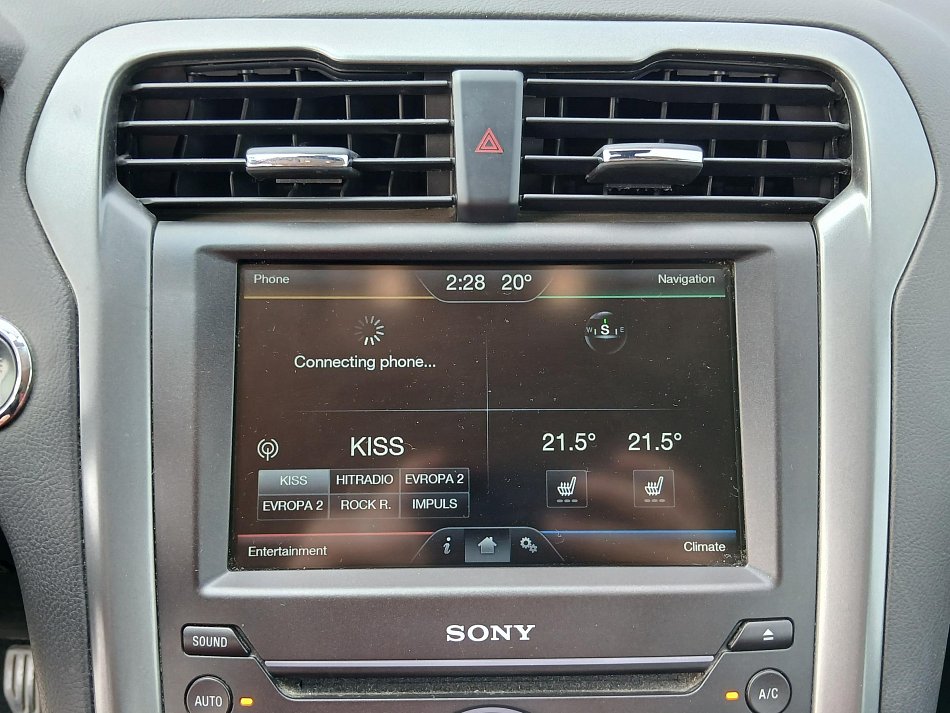 Phone 2:28 20° Navigation
W S E
Connecting phone...
KISS 21.5° 21.5°
KISS HITRADIO EVROPA 2
EVROPA 2 ROCK R. IMPULS
Entertainment i Climate
SONY
SOUND
AUTO A/C